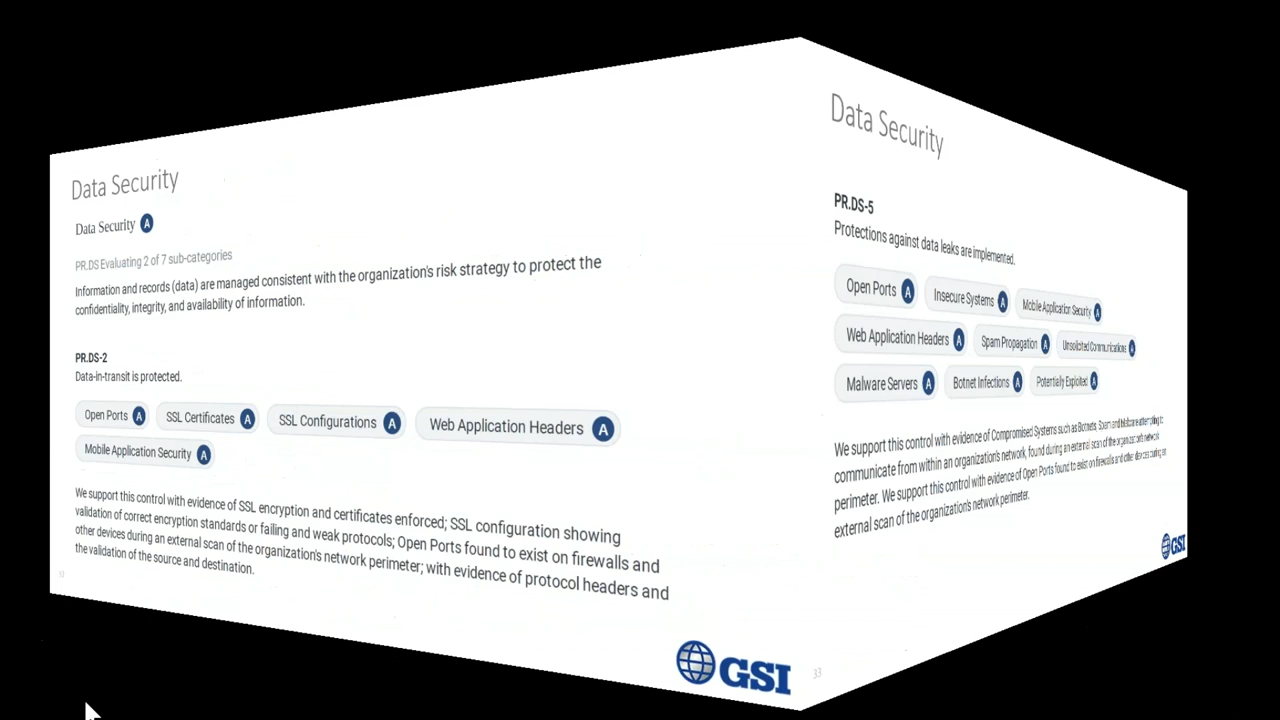 Data Security
Data Security A
PR.DS Evaluating 2 of 7 sub-categories
Information and records (data) are managed consistent with the organization's risk strategy to protect the
confidentiality, integrity, and availability of information.
PR.DS-2
Data-in-transit is protected.
Open Ports A SSL Certificates A SSL Configurations A Web Application Headers A
Mobile Application Security A
We support this control with evidence of SSL encryption and certificates enforced; SSL configuration showing
validation of correct encryption standards or failing and weak protocols; Open Ports found to exist on firewalls and
other devices during an external scan of the organization's network perimeter; with evidence of protocol headers and
the validation of the source and destination.
GSI
Data Security
PR.DS-5
Protections against data leaks are implemented.
Open Ports A Insecure Systems A Mobile Application Security A
Web Application Headers A Spam Propagation A Unsolicited Communications A
Malware Servers A Botnet Infections A Potentially Exploited A
We support this control with evidence of Compromised Systems such as Botnets, Spam and Malware attempting to
communicate from within an organization's network, found during an external scan of the organization's network
perimeter. We support this control with evidence of Open Ports found to exist on firewalls and other devices during an
external scan of the organization's network perimeter.
GSI
33